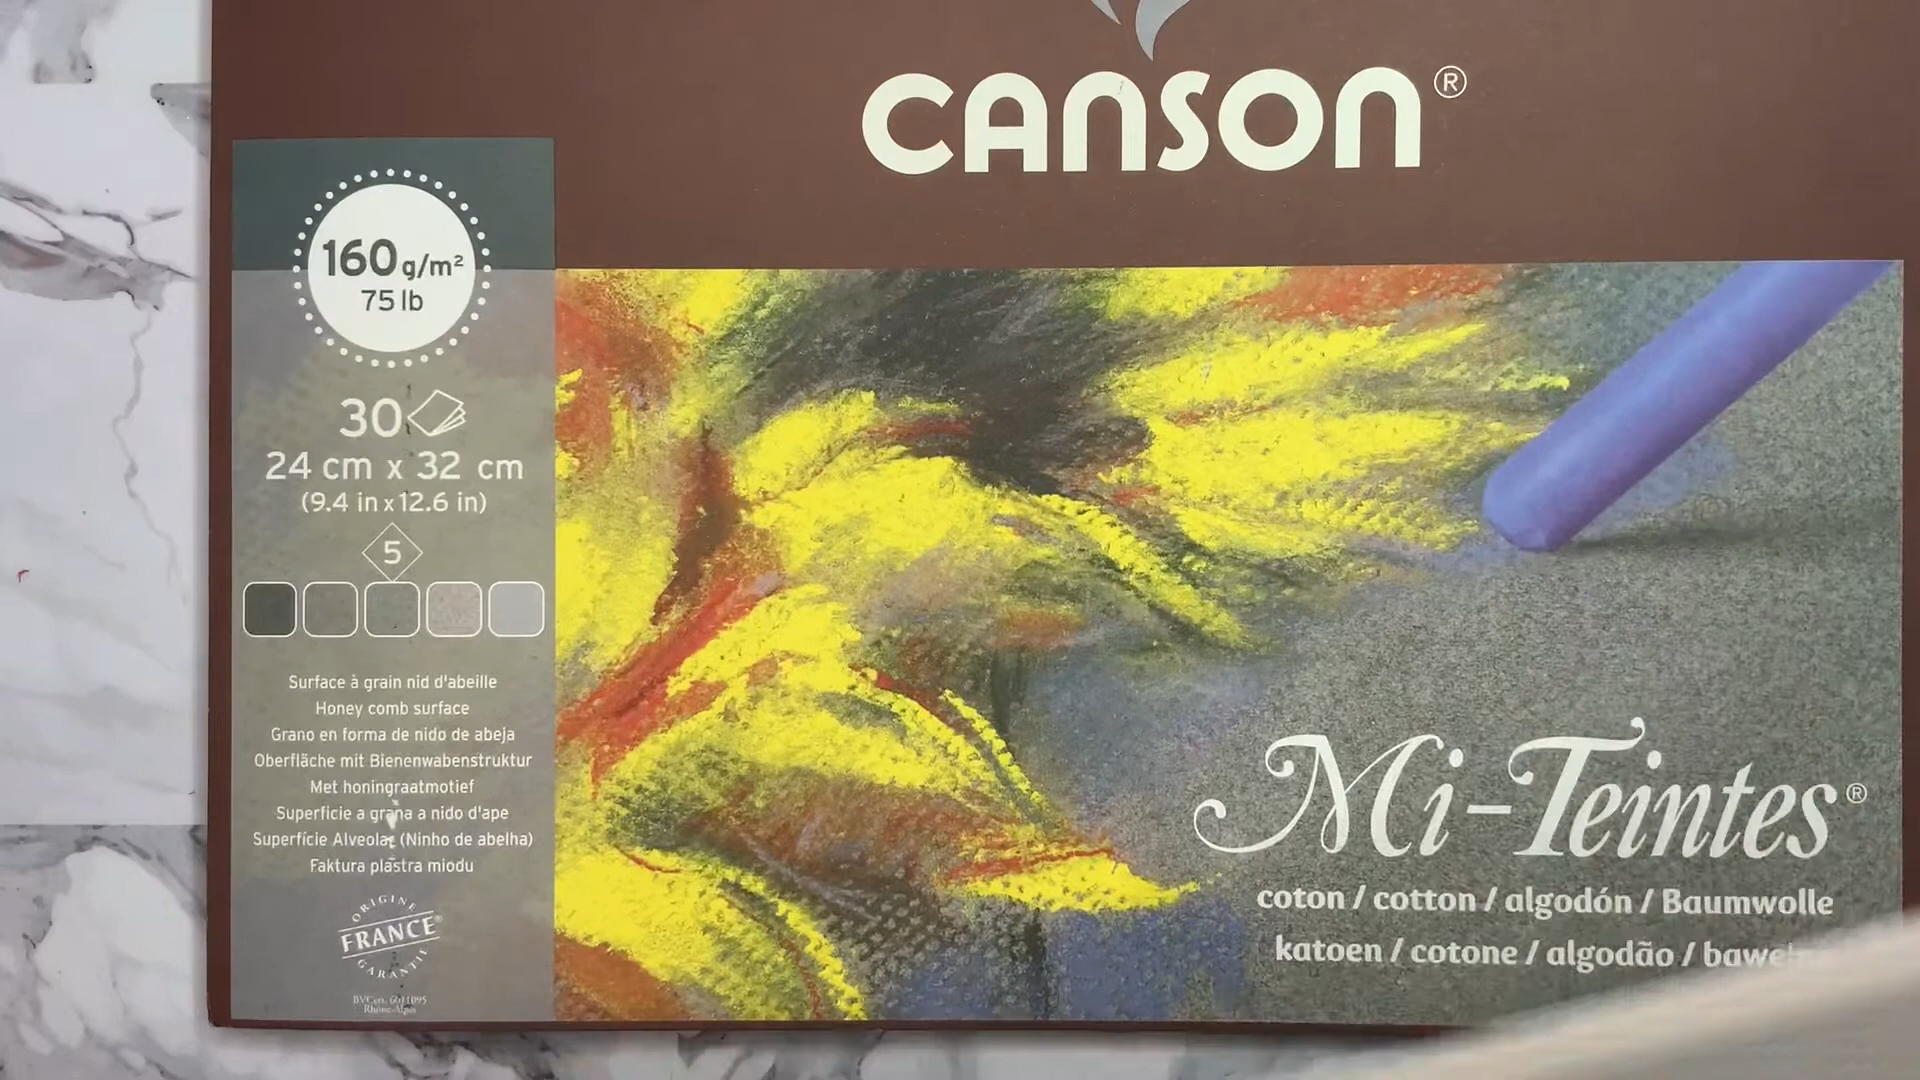 CANSON®
160 g/m²
75 lb
30
24 cm x 32 cm
(9.4 in x 12.6 in)
5
Surface à grain nid d'abeille
Honey comb surface
Grano en forma de nido de abeja
Oberfläche mit Bienenwabenstruktur
Met honingraatmotief
Superficie a grana a nido d'ape
Superfície Alveolar (Ninho de abelha)
Faktura plastra miodu
ORIGINE
FRANCE®
GARANTIE
Rhône-Alpes
Mi-Teintes®
coton / cotton / algodón / Baumwolle
katoen / cotone / algodão /